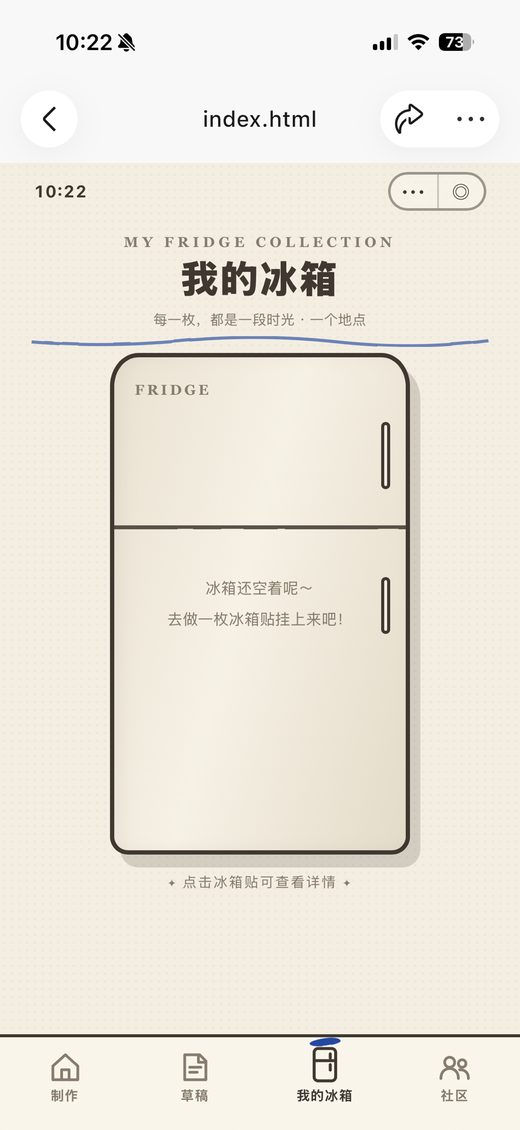 10:22
73
index.html
10:22
MY FRIDGE COLLECTION
我的冰箱
每一枚，都是一段时光 · 一个地点
FRIDGE
冰箱还空着呢～
去做一枚冰箱贴挂上来吧！
✦ 点击冰箱贴可查看详情 ✦
制作
草稿
我的冰箱
社区